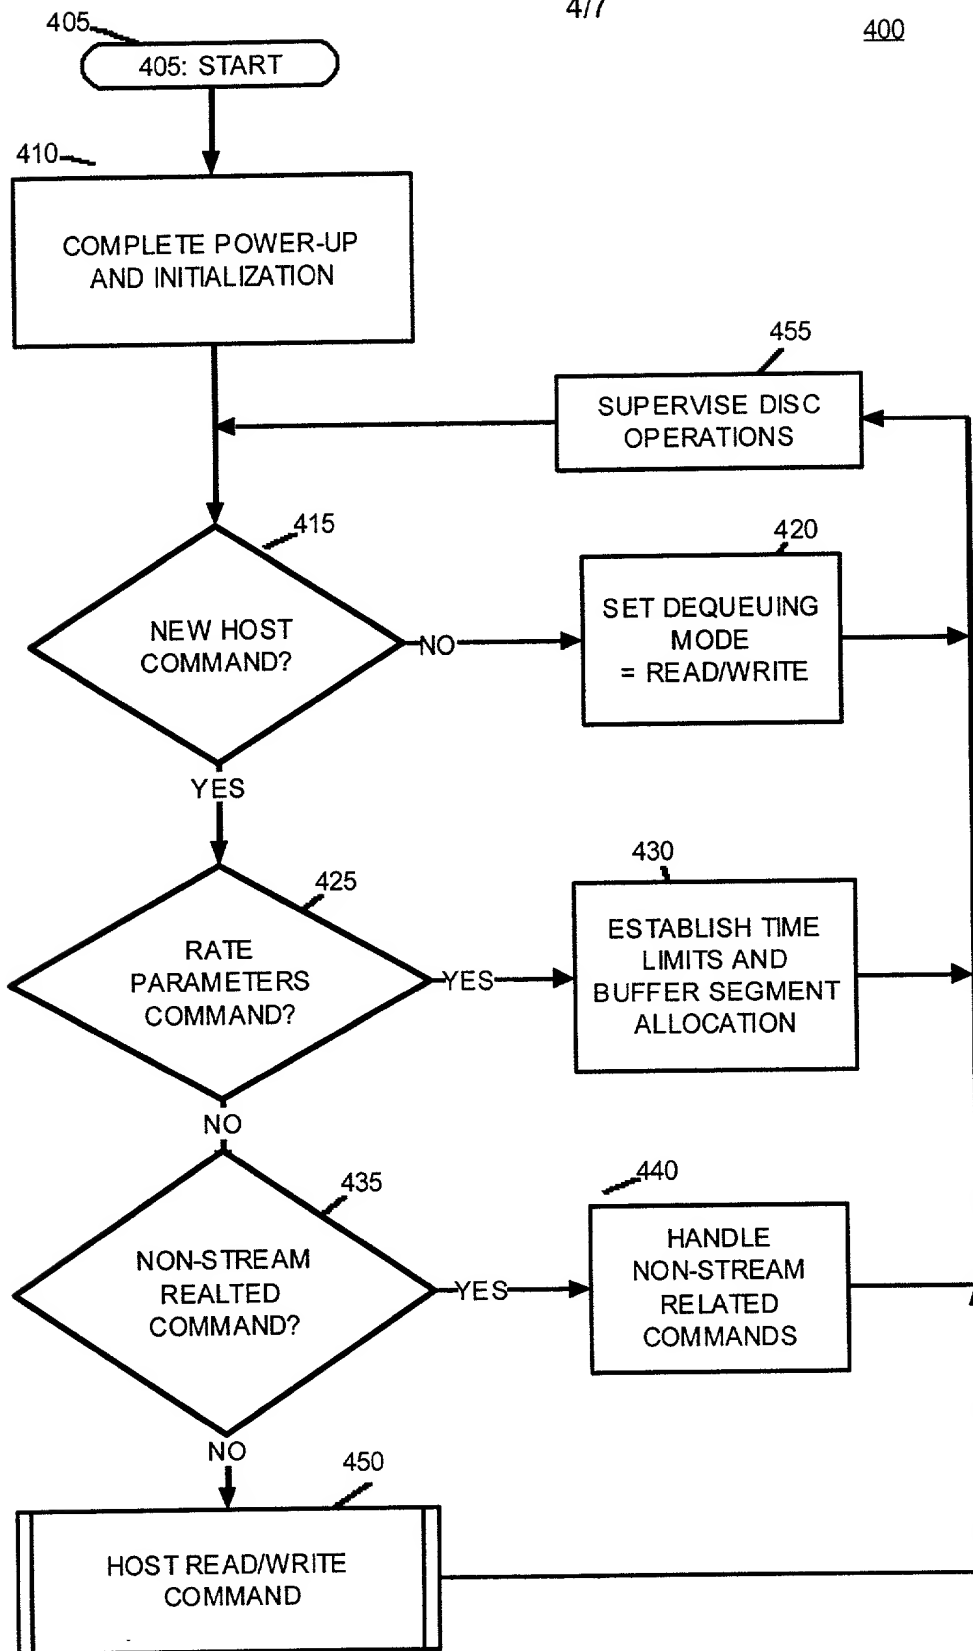 4/7
400
405
405: START
410
COMPLETE POWER-UP
AND INITIALIZATION
455
SUPERVISE DISC
OPERATIONS
415
NEW HOST
COMMAND?
NO
420
SET DEQUEUING
MODE
= READ/WRITE
YES
425
RATE
PARAMETERS
COMMAND?
YES
430
ESTABLISH TIME
LIMITS AND
BUFFER SEGMENT
ALLOCATION
NO
435
NON-STREAM
REALTED
COMMAND?
YES
440
HANDLE
NON-STREAM
RELATED
COMMANDS
NO
450
HOST READ/WRITE
COMMAND